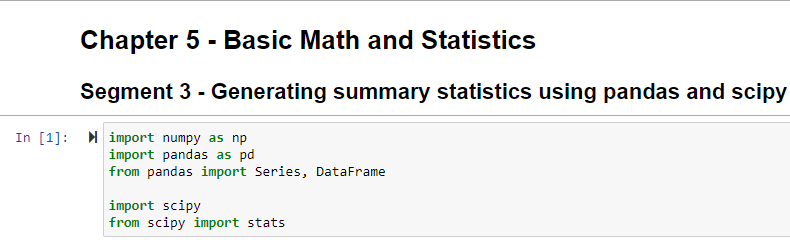 Chapter 5 - Basic Math and Statistics
Segment 3 - Generating summary statistics using pandas and scipy
In [1]:
import numpy as np
import pandas as pd
from pandas import Series, DataFrame
import scipy
from scipy import stats